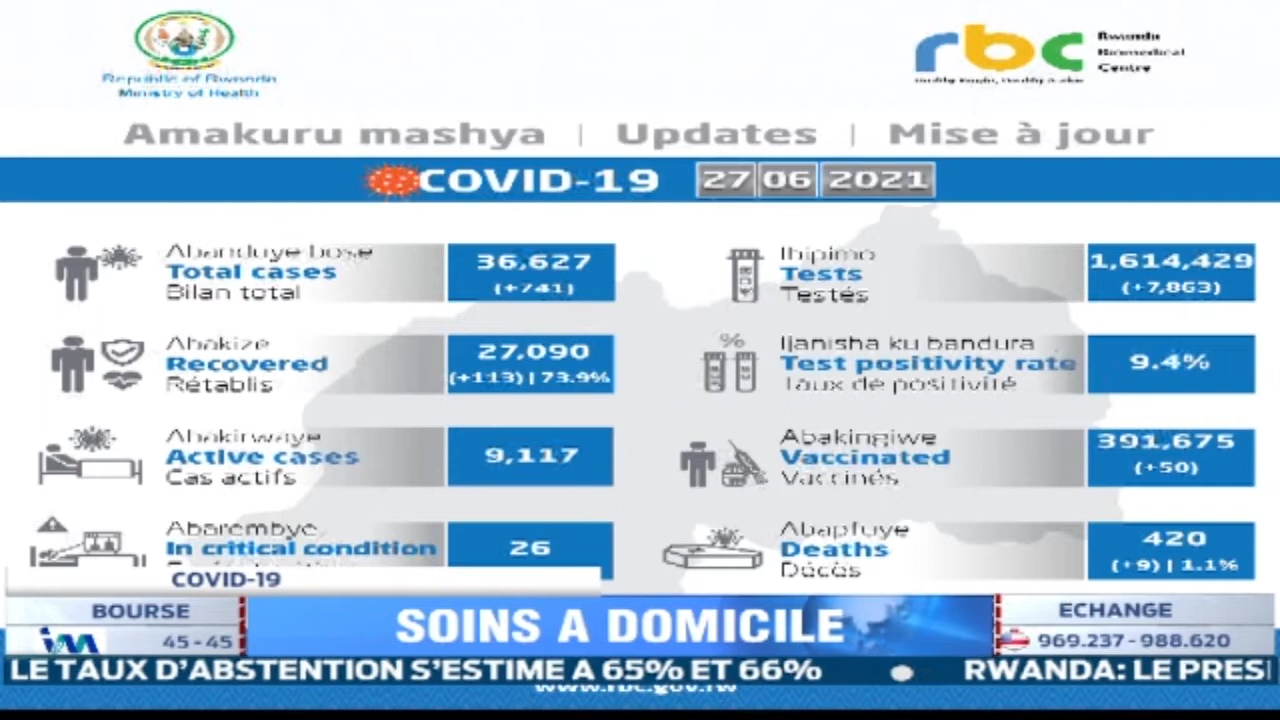 Republic of Rwanda
Ministry of Health
rbc
Rwanda
Biomedical
Centre
Amakuru mashya | Updates | Mise à jour
COVID-19 27 06 2021
Abanduye bose
Total cases
Bilan total
36,627
(+741)
Ibipimo
Tests
Testés
1,614,429
(+7,863)
Abakize
Recovered
Rétablis
27,090
(+113) | 73.9%
%
Ijanisha ku bandura
Test positivity rate
Taux de positivité
9.4%
Abakirwaye
Active cases
Cas actifs
9,117
Abakingiwe
Vaccinated
Vaccinés
391,675
(+50)
Abarembye
In critical condition
26
Abapfuye
Deaths
Décès
420
(+9) | 1.1%
COVID-19
BOURSE
SOINS A DOMICILE
ECHANGE
45-45
969.237-988.620
LE TAUX D'ABSTENTION S'ESTIME A 65% ET 66% ● RWANDA: LE PRES
www.rbc.gov.rw